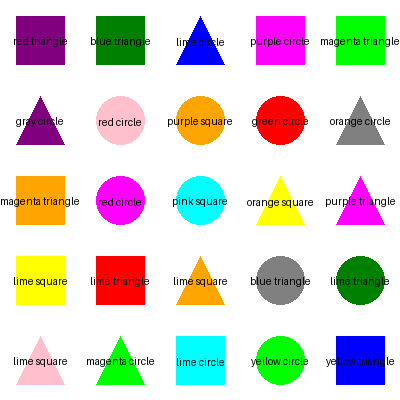 red triangle blue triangle lime circle purple circle magenta triangle
gray circle red circle purple square green circle orange circle
magenta triangle red circle pink square orange square purple triangle
lime square lime triangle lime square blue triangle lime triangle
lime square magenta circle lime circle yellow circle yellow triangle